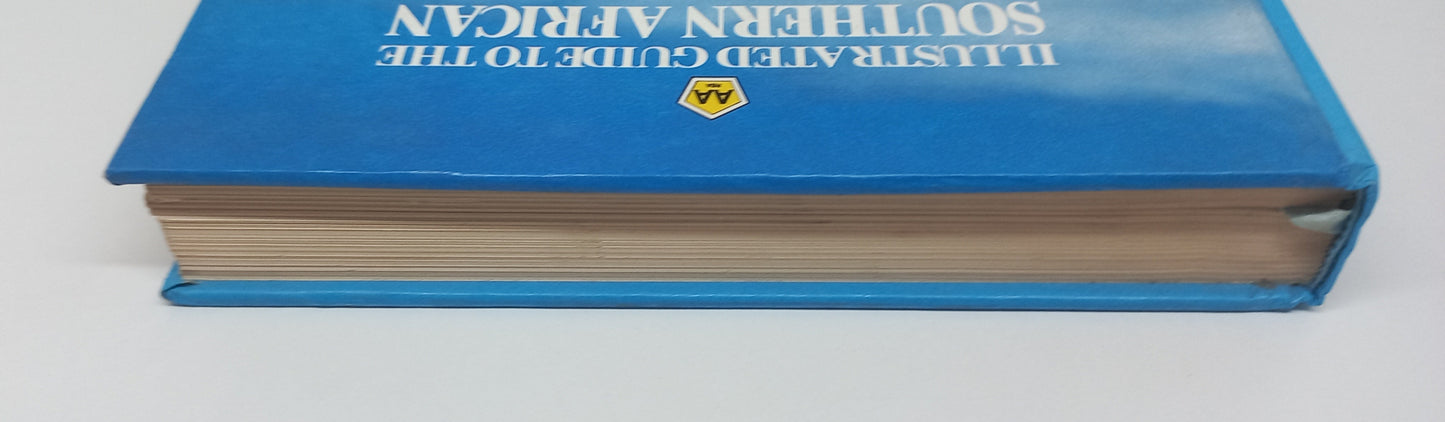 AA
ILLUSTRATED GUIDE TO THE
SOUTHERN AFRICAN